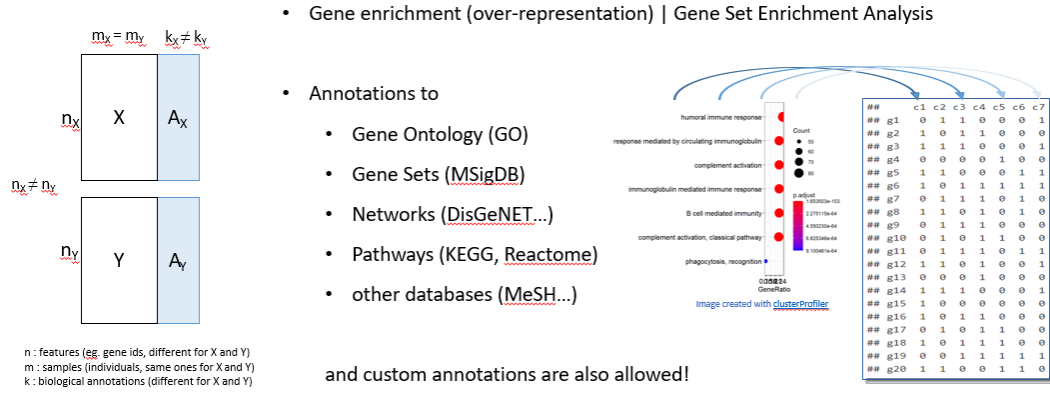 • Gene enrichment (over-representation) | Gene Set Enrichment Analysis
mX = mY kX ≠ kY
nX X AX
nX ≠ nY
nY Y AY
n : features (eg. gene ids, different for X and Y)
m : samples (individuals, same ones for X and Y)
k : biological annotations (different for X and Y)
• Annotations to
• Gene Ontology (GO)
• Gene Sets (MSigDB)
• Networks (DisGeNET...)
• Pathways (KEGG, Reactome)
• other databases (MeSH...)
and custom annotations are also allowed!
humoral immune response
response mediated by circulating immunoglobulin
complement activation
immunoglobulin mediated immune response
B cell mediated immunity
complement activation, classical pathway
phagocytosis, recognition
GeneRatio
Count
50
60
70
80
p.adjust
Image created with clusterProfiler
## c1 c2 c3 c4 c5 c6 c7
## g1 0 1 1 0 0 0 1
## g2 1 0 1 1 0 0 0
## g3 1 1 1 0 0 0 1
## g4 0 0 0 0 1 0 0
## g5 1 1 0 0 0 1 1
## g6 1 0 1 1 1 1 1
## g7 0 1 1 1 0 1 0
## g8 1 1 0 1 0 1 0
## g9 0 1 1 1 0 0 0
## g10 0 1 0 1 1 0 0
## g11 0 1 1 1 0 1 1
## g12 1 1 0 1 0 0 1
## g13 0 0 0 1 0 0 0
## g14 1 1 1 0 0 0 1
## g15 1 0 0 0 0 0 0
## g16 1 0 1 1 0 0 0
## g17 0 1 0 1 1 0 0
## g18 1 0 1 1 1 0 0
## g19 0 0 1 1 1 1 1
## g20 1 1 0 0 1 1 0